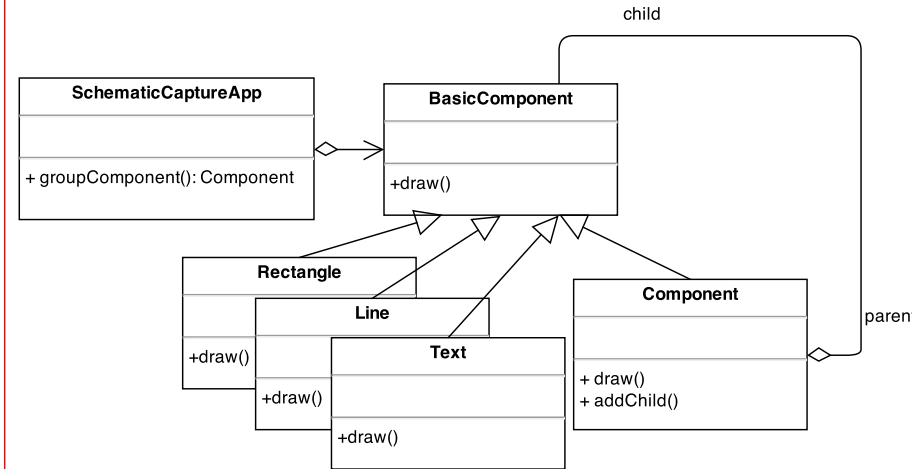 child
SchematicCaptureApp
+ groupComponent(): Component
BasicComponent
+draw()
Rectangle
+draw()
Line
+draw()
Text
+draw()
Component
+ draw()
+ addChild()
parent